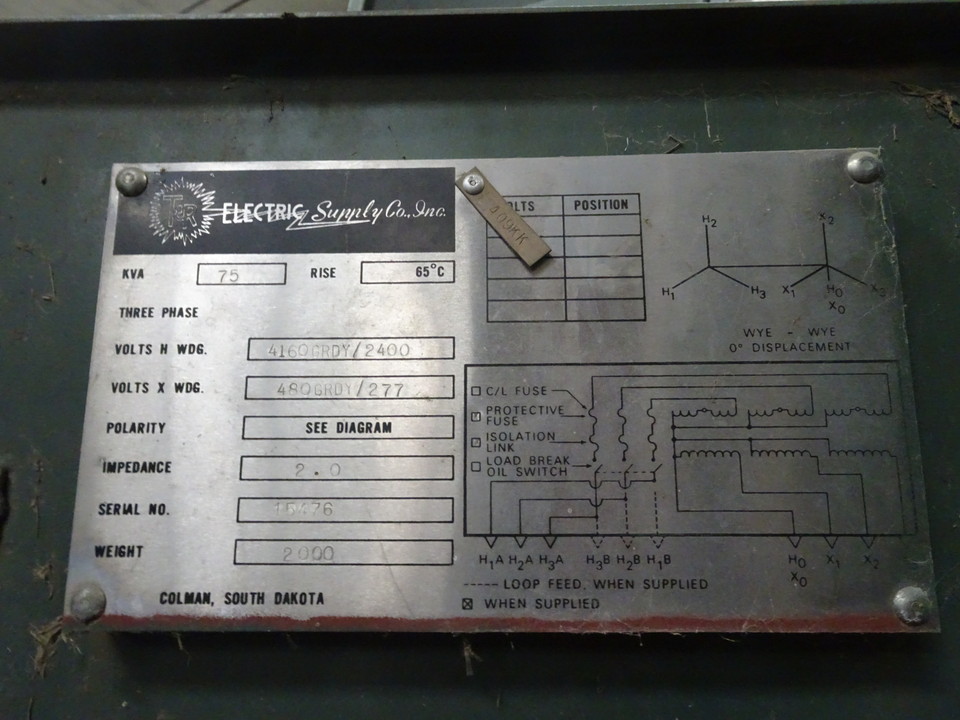 T&R ELECTRIC Supply Co., Inc.
KVA 75 RISE 65°C
THREE PHASE
VOLTS H WDG. 4160GRDY/2400
VOLTS X WDG. 480GRDY/277
POLARITY SEE DIAGRAM
IMPEDANCE 2.0
SERIAL NO.
WEIGHT 2000
COLMAN, SOUTH DAKOTA
POSITION
H2 X2
H1 H3 X1 H0 X3
X0
WYE - WYE
0° DISPLACEMENT
C/L FUSE
PROTECTIVE
FUSE
ISOLATION
LINK
LOAD BREAK
OIL SWITCH
H1A H2A H3A H3B H2B H1B H0 X1 X2
X0
----- LOOP FEED, WHEN SUPPLIED
☒ WHEN SUPPLIED